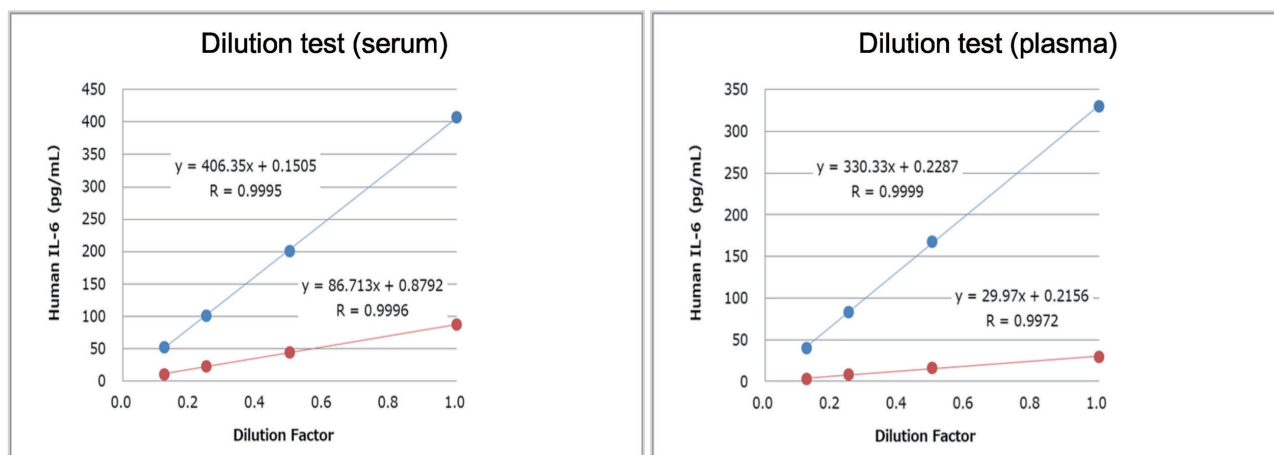 Dilution test (serum)
450
400
350
300
250
200
150
100
50
0
Human IL-6 (pg/mL)
y = 406.35x + 0.1505
R = 0.9995
y = 86.713x + 0.8792
R = 0.9996
0.0 0.2 0.4 0.6 0.8 1.0
Dilution Factor
Dilution test (plasma)
350
300
250
200
150
100
50
0
Human IL-6 (pg/mL)
y = 330.33x + 0.2287
R = 0.9999
y = 29.97x + 0.2156
R = 0.9972
0.0 0.2 0.4 0.6 0.8 1.0
Dilution Factor